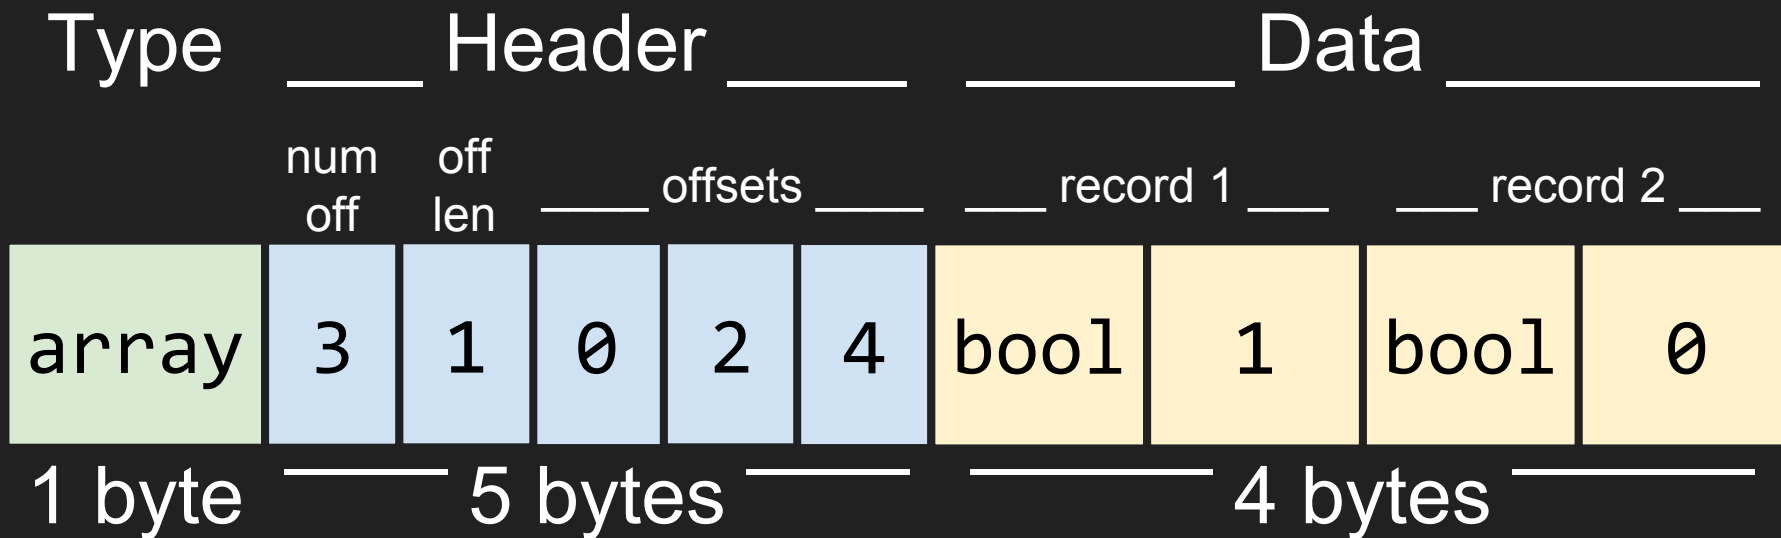 Type Header Data
num off
off len offsets record 1 record 2
array 3 1 0 2 4 bool 1 bool 0
1 byte 5 bytes 4 bytes